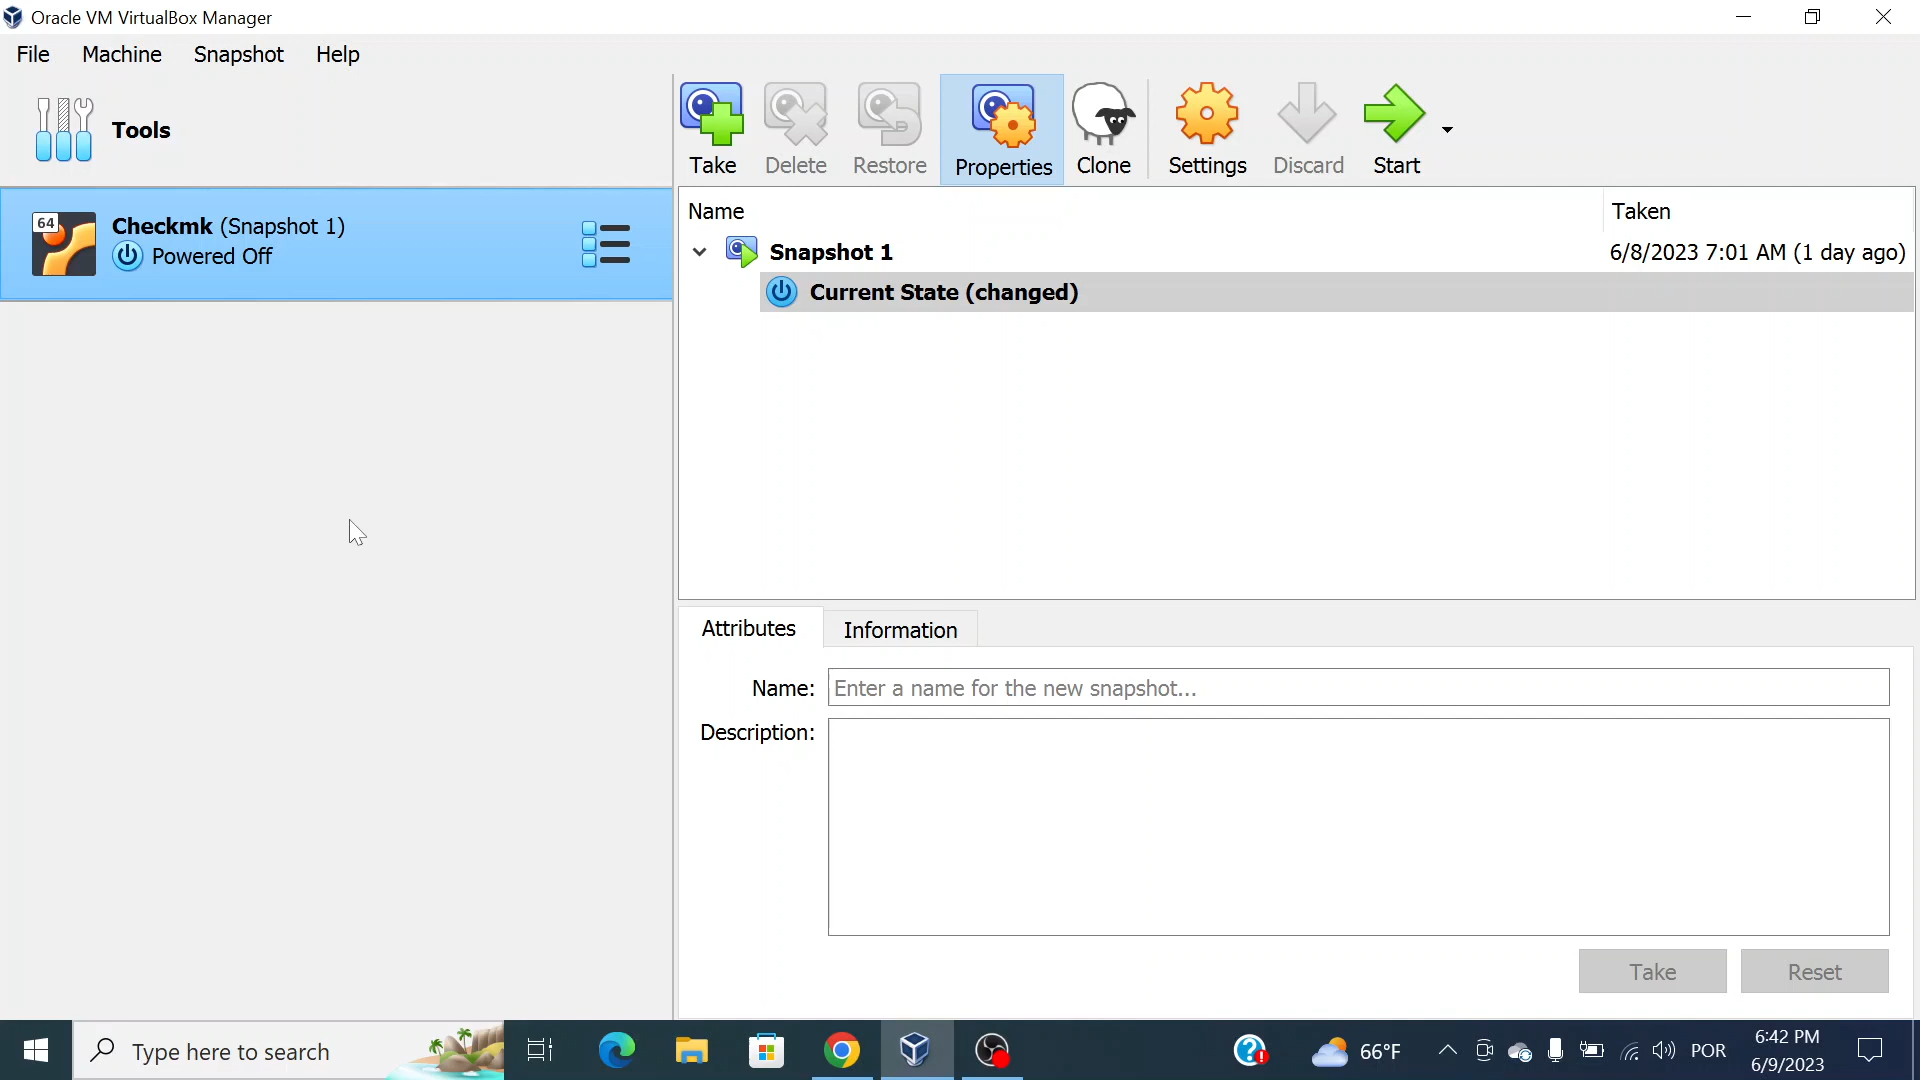 Oracle VM VirtualBox Manager
File Machine Snapshot Help
Tools
Take Delete Restore Properties Clone Settings Discard Start
64
Checkmk (Snapshot 1)
Powered Off
Name Taken
Snapshot 1 6/8/2023 7:01 AM (1 day ago)
Current State (changed)
Attributes Information
Name: Enter a name for the new snapshot...
Description:
Take Reset
Type here to search
66°F
POR
6:42 PM
6/9/2023